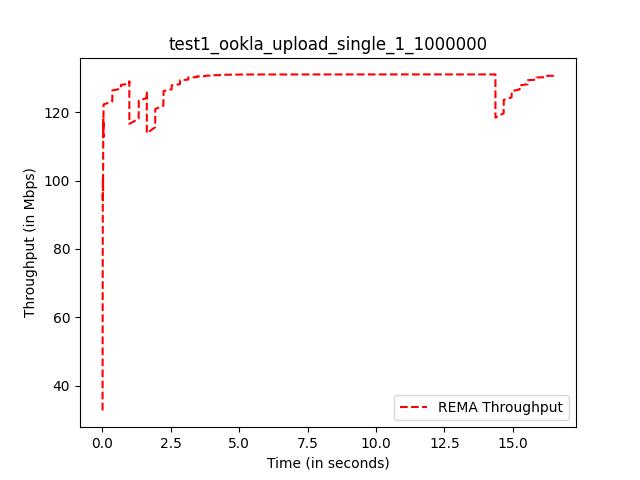 test1_ookla_upload_single_1_1000000
Throughput (in Mbps)
120
100
80
60
40
REMA Throughput
0.0 2.5 5.0 7.5 10.0 12.5 15.0
Time (in seconds)